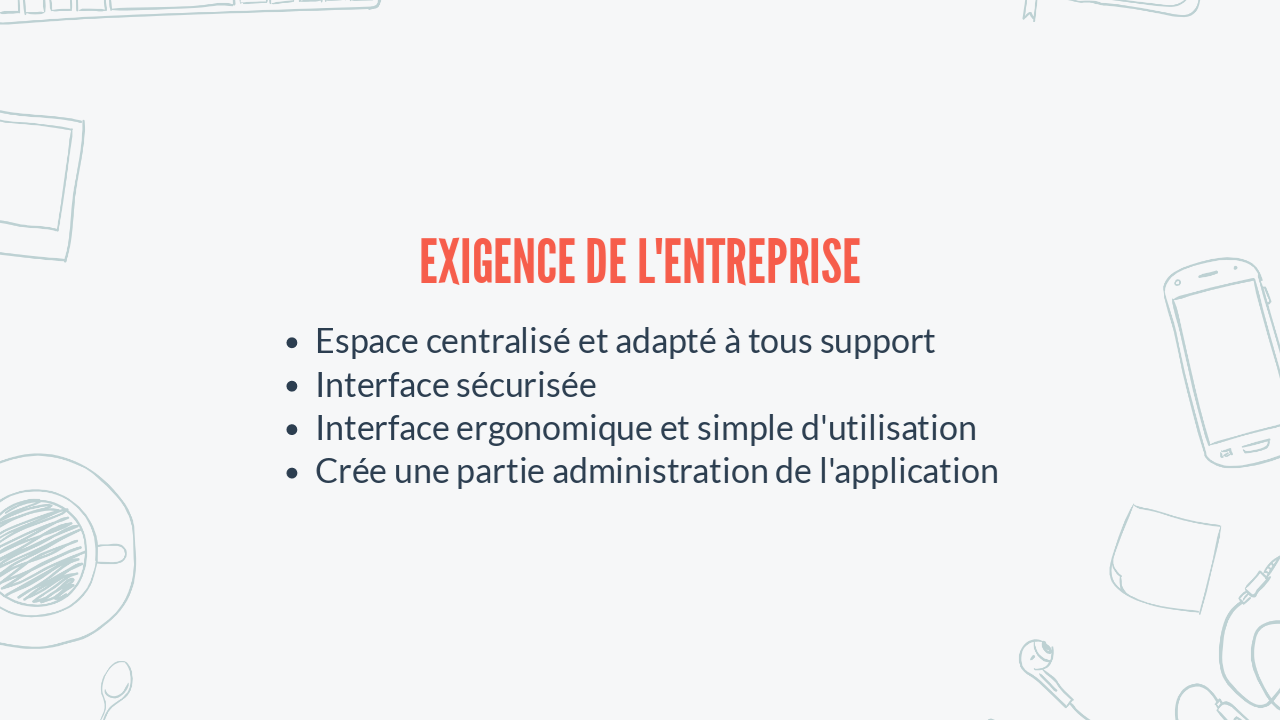 EXIGENCE DE L'ENTREPRISE
• Espace centralisé et adapté à tous support
• Interface sécurisée
• Interface ergonomique et simple d'utilisation
• Crée une partie administration de l'application